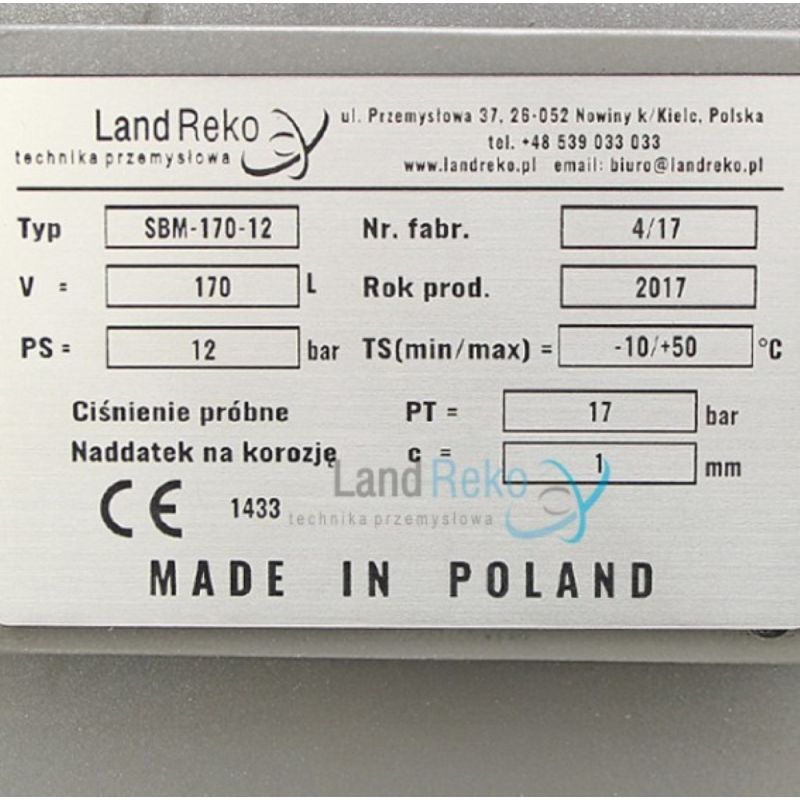 Land Reko
technika przemysłowa
ul. Przemysłowa 37, 26-052 Nowiny k/Kielc, Polska
tel. +48 539 033 033
www.landreko.pl email: biuro@landreko.pl
Typ SBM-170-12 Nr. fabr. 4/17
V = 170 L Rok prod. 2017
PS = 12 bar TS(min/max) = -10/+50 °C
Ciśnienie próbne PT = 17 bar
Naddatek na korozję c = 1 mm
Land Reko
technika przemysłowa
CE 1433
MADE IN POLAND